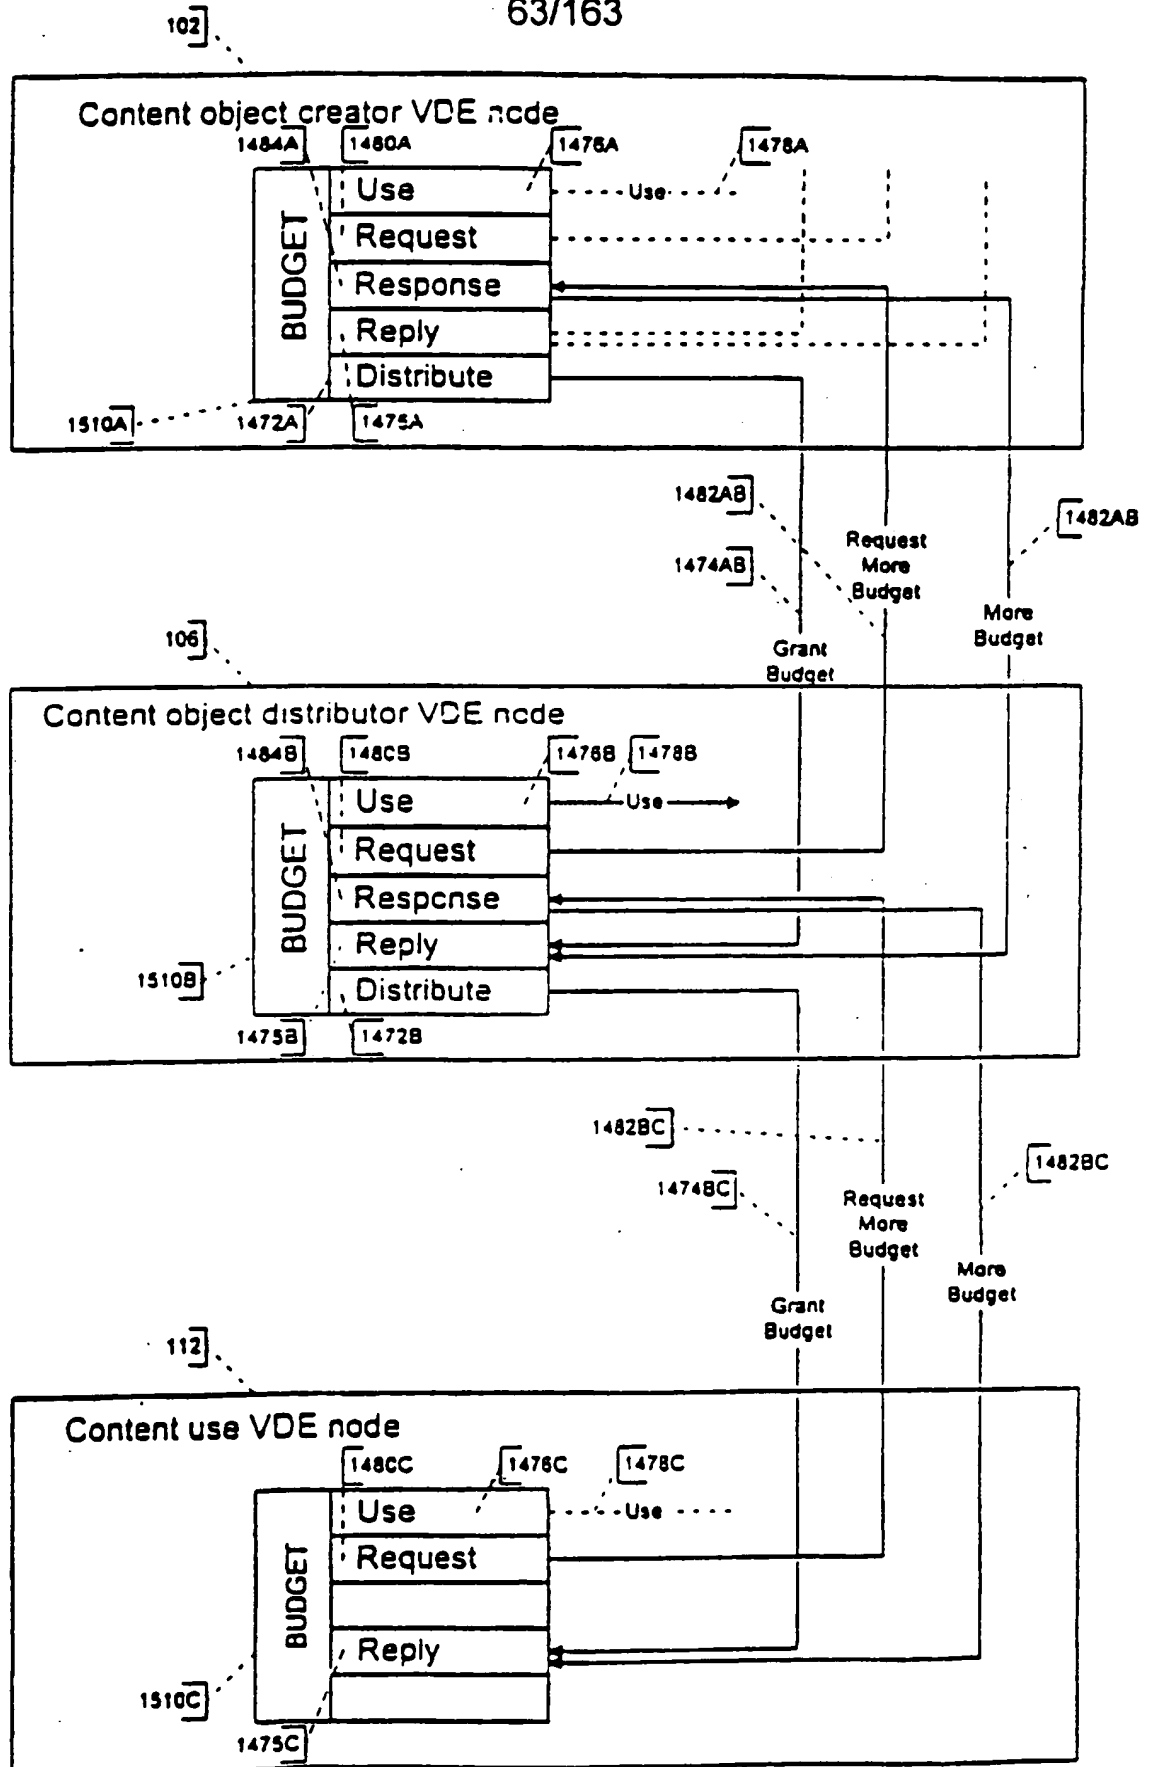 63/163
102
Content object creator VDE node
1484A
1480A
1476A
1478A
BUDGET
Use
Use
Request
Response
Reply
Distribute
1510A
1472A
1475A
1482AB
1482AB
1474AB
Request
More
Budget
More
Budget
Grant
Budget
106
Content object distributor VDE node
1484B
1480B
1476B
1478B
BUDGET
Use
Use
Request
Response
Reply
Distribute
1510B
1475B
1472B
1482BC
1482BC
1474BC
Request
More
Budget
More
Budget
Grant
Budget
112
Content use VDE node
1480C
1476C
1478C
BUDGET
Use
Use
Request
Reply
1510C
1475C